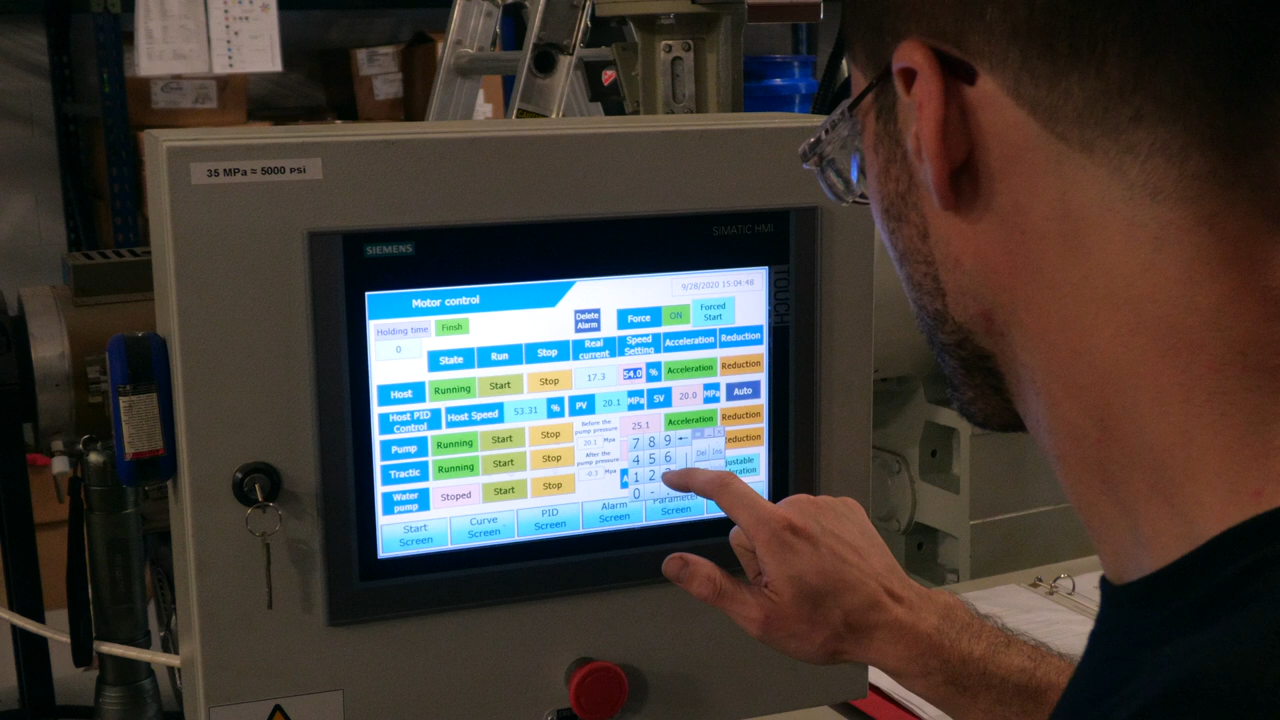 35 MPa ≈ 5000 PSI
SIEMENS
SIMATIC HMI
TOUCH
Motor control
9/28/2020 15:04:48
Holding time
Finsh
Delete Alarm
Force
ON
Forced Start
0
State
Run
Stop
Real current
Speed Setting
Acceleration
Reduction
Host
Running
Start
Stop
17.3
54.0
%
Acceleration
Reduction
Host PID Control
Host Speed
53.31
%
PV
20.1
MPa
SV
20.0
MPa
Auto
Pump
Running
Start
Stop
Before the pump pressure
25.1
Acceleration
Reduction
20.1 Mpa
Tractic
Running
Start
Stop
After the pump pressure
-0.3 Mpa
Water pump
Stoped
Start
Stop
7 8 9 ←
4 5 6
Del Ins
1 2
0 -
Start Screen
Curve Screen
PID Screen
Alarm Screen
Parameter Screen